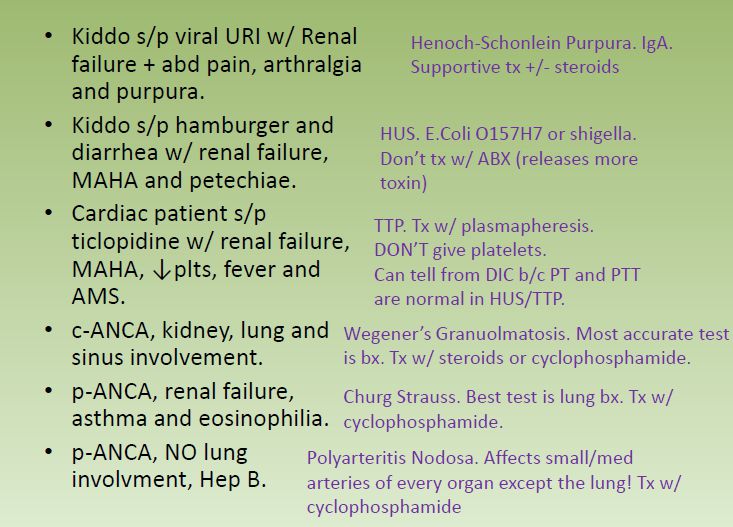 • Kiddo s/p viral URI w/ Renal
failure + abd pain, arthralgia
and purpura.
Henoch-Schonlein Purpura. IgA.
Supportive tx +/- steroids
• Kiddo s/p hamburger and
diarrhea w/ renal failure,
MAHA and petechiae.
HUS. E.Coli O157H7 or shigella.
Don't tx w/ ABX (releases more
toxin)
• Cardiac patient s/p
ticlopidine w/ renal failure,
MAHA, ↓plts, fever and
AMS.
TTP. Tx w/ plasmapheresis.
DON'T give platelets.
Can tell from DIC b/c PT and PTT
are normal in HUS/TTP.
• c-ANCA, kidney, lung and
sinus involvement.
Wegener's Granuolmatosis. Most accurate test
is bx. Tx w/ steroids or cyclophosphamide.
• p-ANCA, renal failure,
asthma and eosinophilia.
Churg Strauss. Best test is lung bx. Tx w/
cyclophosphamide.
• p-ANCA, NO lung
involvment, Hep B.
Polyarteritis Nodosa. Affects small/med
arteries of every organ except the lung! Tx w/
cyclophosphamide